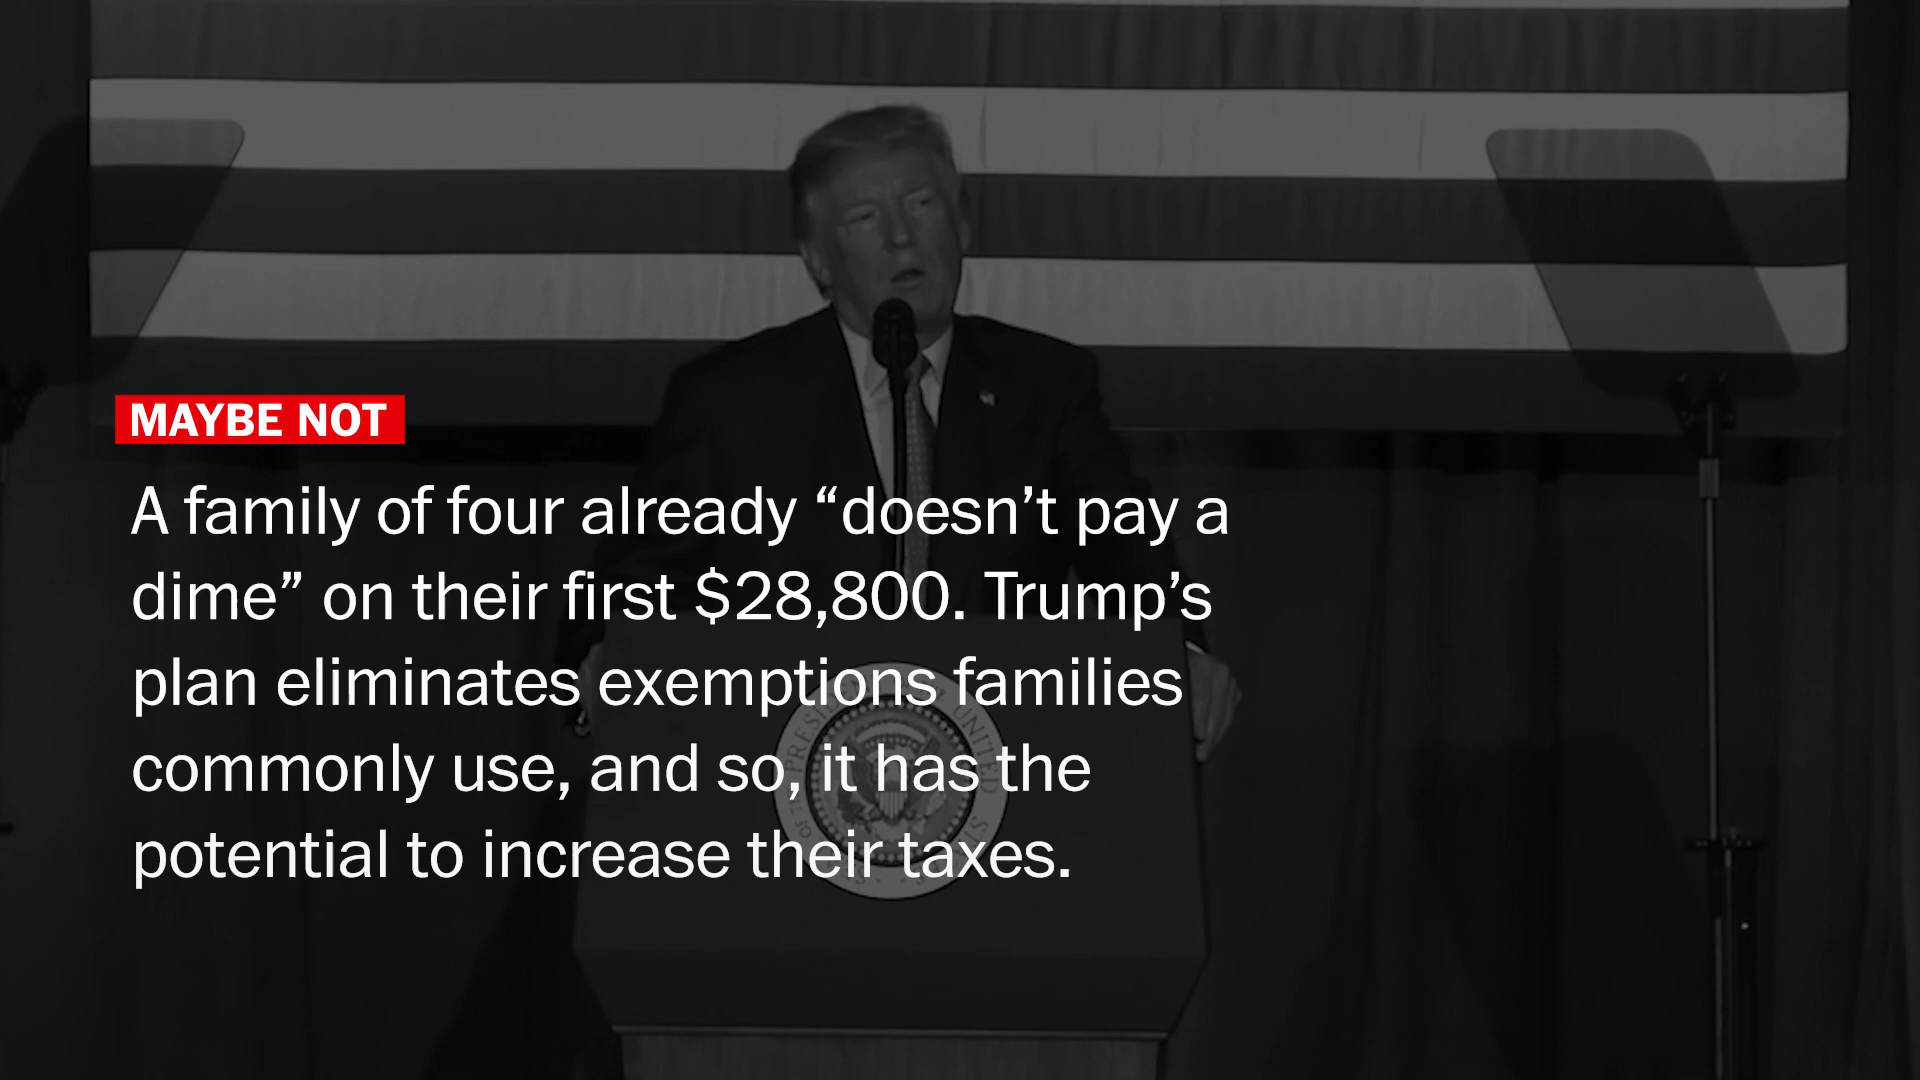 MAYBE NOT
A family of four already “doesn’t pay a
dime” on their first $28,800. Trump’s
plan eliminates exemptions families
commonly use, and so, it has the
potential to increase their taxes.